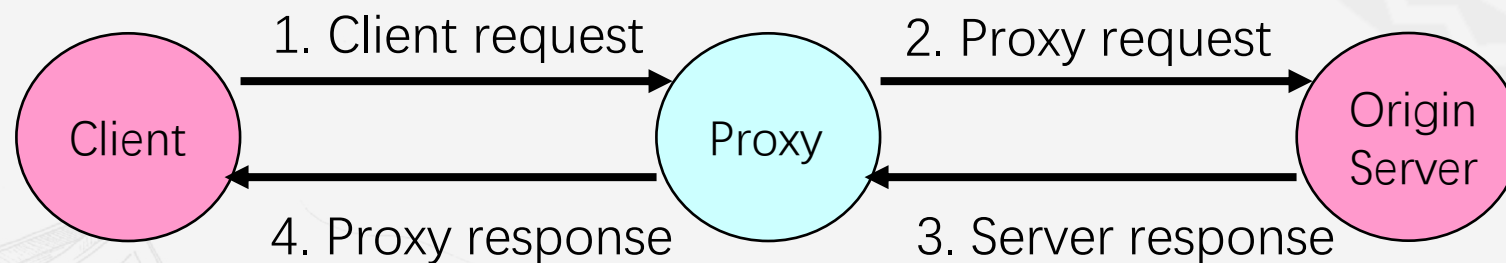 1. Client request
2. Proxy request
Client
Proxy
Origin
Server
4. Proxy response
3. Server response